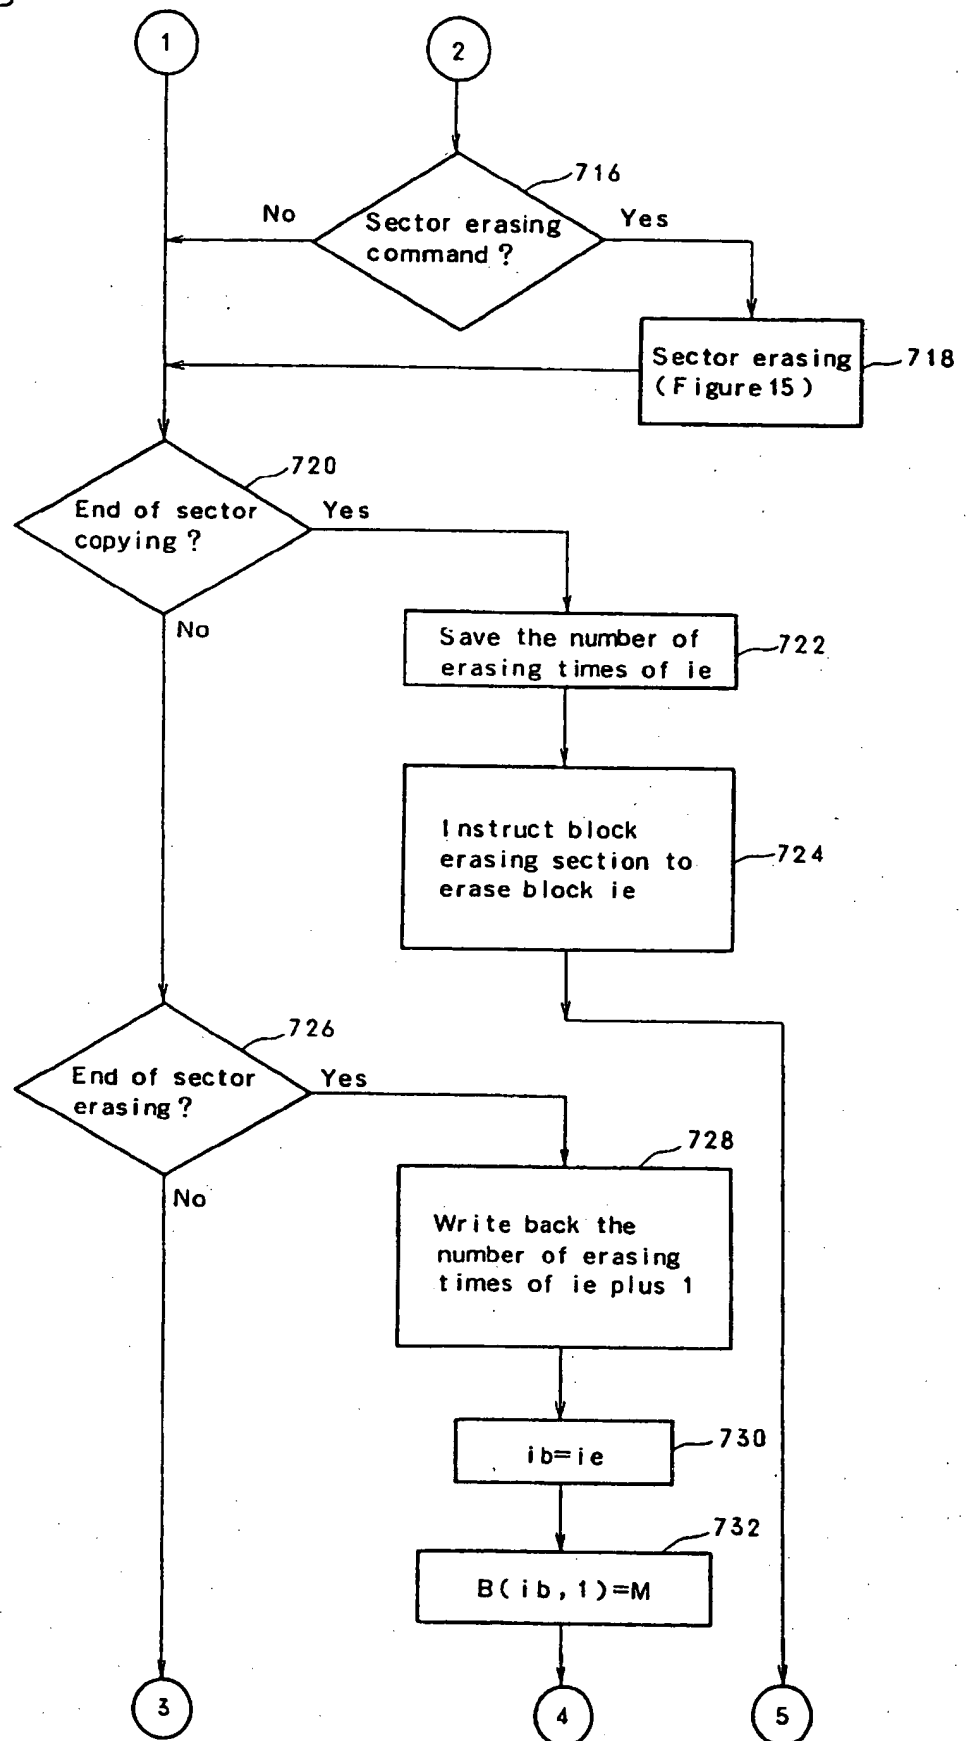 1
2
716
No
Yes
Sector erasing
command?
Sector erasing
(Figure 15)
718
720
End of sector
copying?
Yes
No
Save the number of
erasing times of ie
722
Instruct block
erasing section to
erase block ie
724
726
End of sector
erasing?
Yes
No
728
Write back the
number of erasing
times of ie plus 1
ib=ie
730
732
B(ib,1)=M
3
4
5